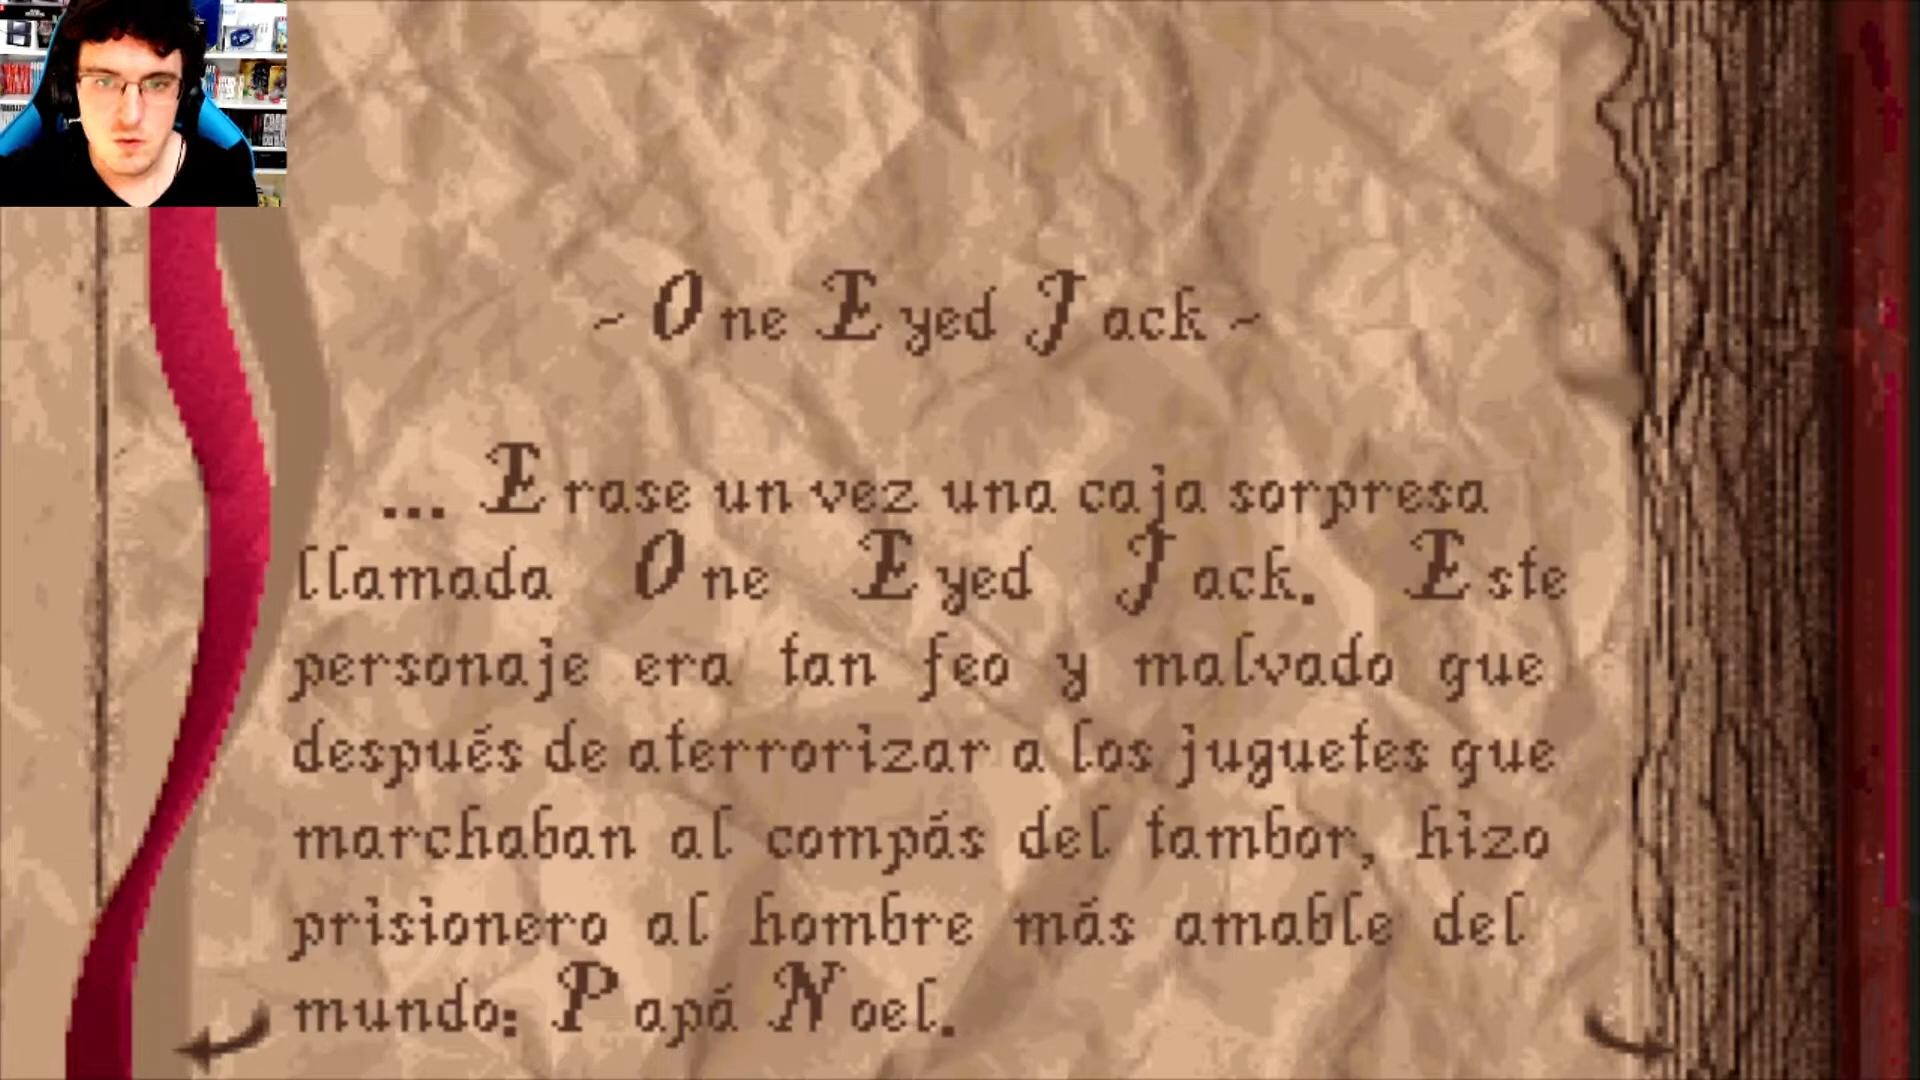 ~ One Eyed Jack ~
... Erase un vez una caja sorpresa
llamada One Eyed Jack. Este
personaje era tan feo y malvado que
después de aterrorizar a los juguetes que
marchaban al compás del tambor, hizo
prisionero al hombre más amable del
mundo: Papá Noel.